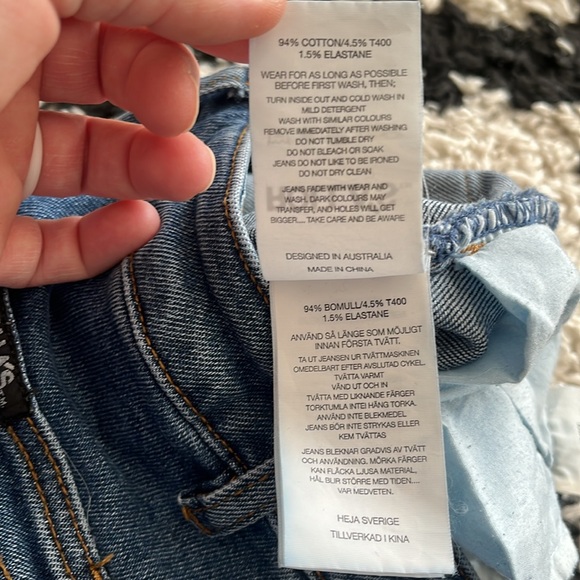 94% COTTON/4.5% T400
1.5% ELASTANE
WEAR FOR AS LONG AS POSSIBLE
BEFORE FIRST WASH, THEN;
TURN INSIDE OUT AND COLD WASH IN
MILD DETERGENT
WASH WITH SIMILAR COLOURS
REMOVE IMMEDIATELY AFTER WASHING
DO NOT TUMBLE DRY
DO NOT BLEACH OR SOAK
JEANS DO NOT LIKE TO BE IRONED
DO NOT DRY CLEAN
JEANS FADE WITH WEAR AND
WASH, DARK COLOURS MAY
TRANSFER, AND HOLES WILL GET
BIGGER.... TAKE CARE AND BE AWARE
DESIGNED IN AUSTRALIA
MADE IN CHINA
94% BOMULL/4.5% T400
1.5% ELASTANE
ANVÄND SÅ LÄNGE SOM MÖJLIGT
INNAN FÖRSTA TVÄTT.
TA UT JEANSEN UR TVÄTTMASKINEN
OMEDELBART EFTER AVSLUTAD CYKEL.
TVÄTTA VARMT
VÄND UT OCH IN
TVÄTTA MED LIKNANDE FÄRGER
TORKTUMLA INTE! HÄNG TORKA.
ANVÄND INTE BLEKMEDEL.
JEANS BÖR INTE STRYKAS ELLER
KEM TVÄTTAS
JEANS BLEKNAR GRADVIS AV TVÄTT
OCH ANVÄNDNING. MÖRKA FÄRGER
KAN FLÄCKA LJUSA MATERIAL,
HÅL BLIR STÖRRE MED TIDEN....
VAR MEDVETEN.
HEJA SVERIGE
TILLVERKAD I KINA